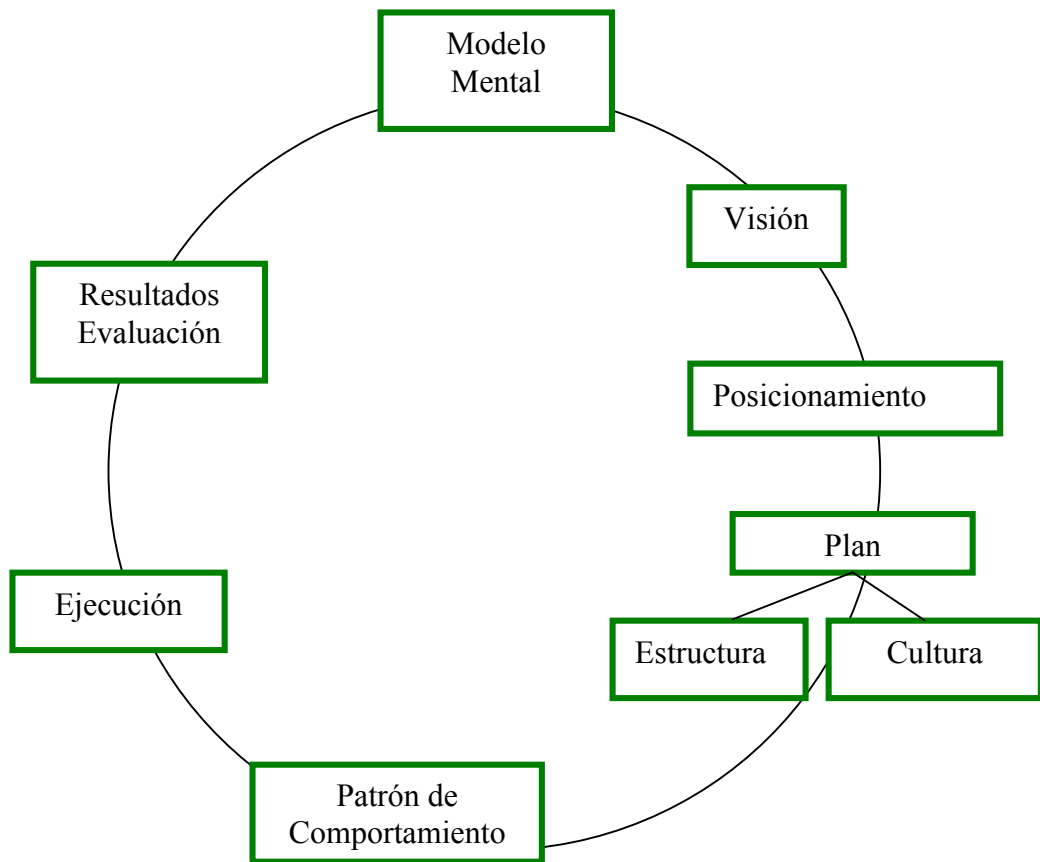 Modelo
Mental
Visión
Posicionamiento
Plan
Estructura
Cultura
Patrón de
Comportamiento
Ejecución
Resultados
Evaluación